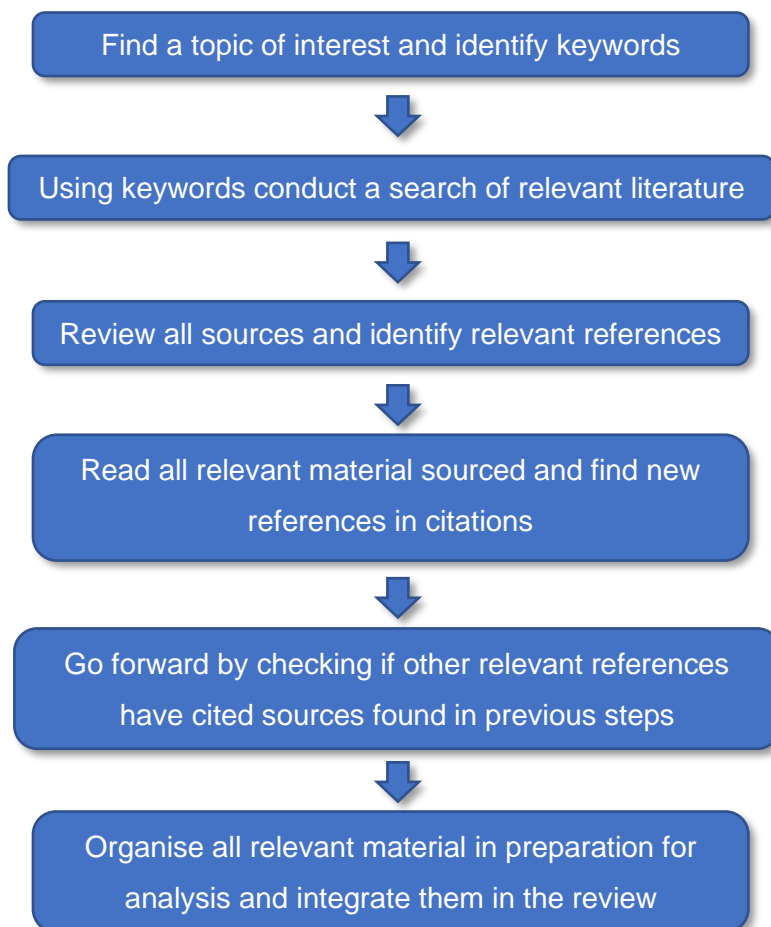 Find a topic of interest and identify keywords
Using keywords conduct a search of relevant literature
Review all sources and identify relevant references
Read all relevant material sourced and find new
references in citations
Go forward by checking if other relevant references
have cited sources found in previous steps
Organise all relevant material in preparation for
analysis and integrate them in the review